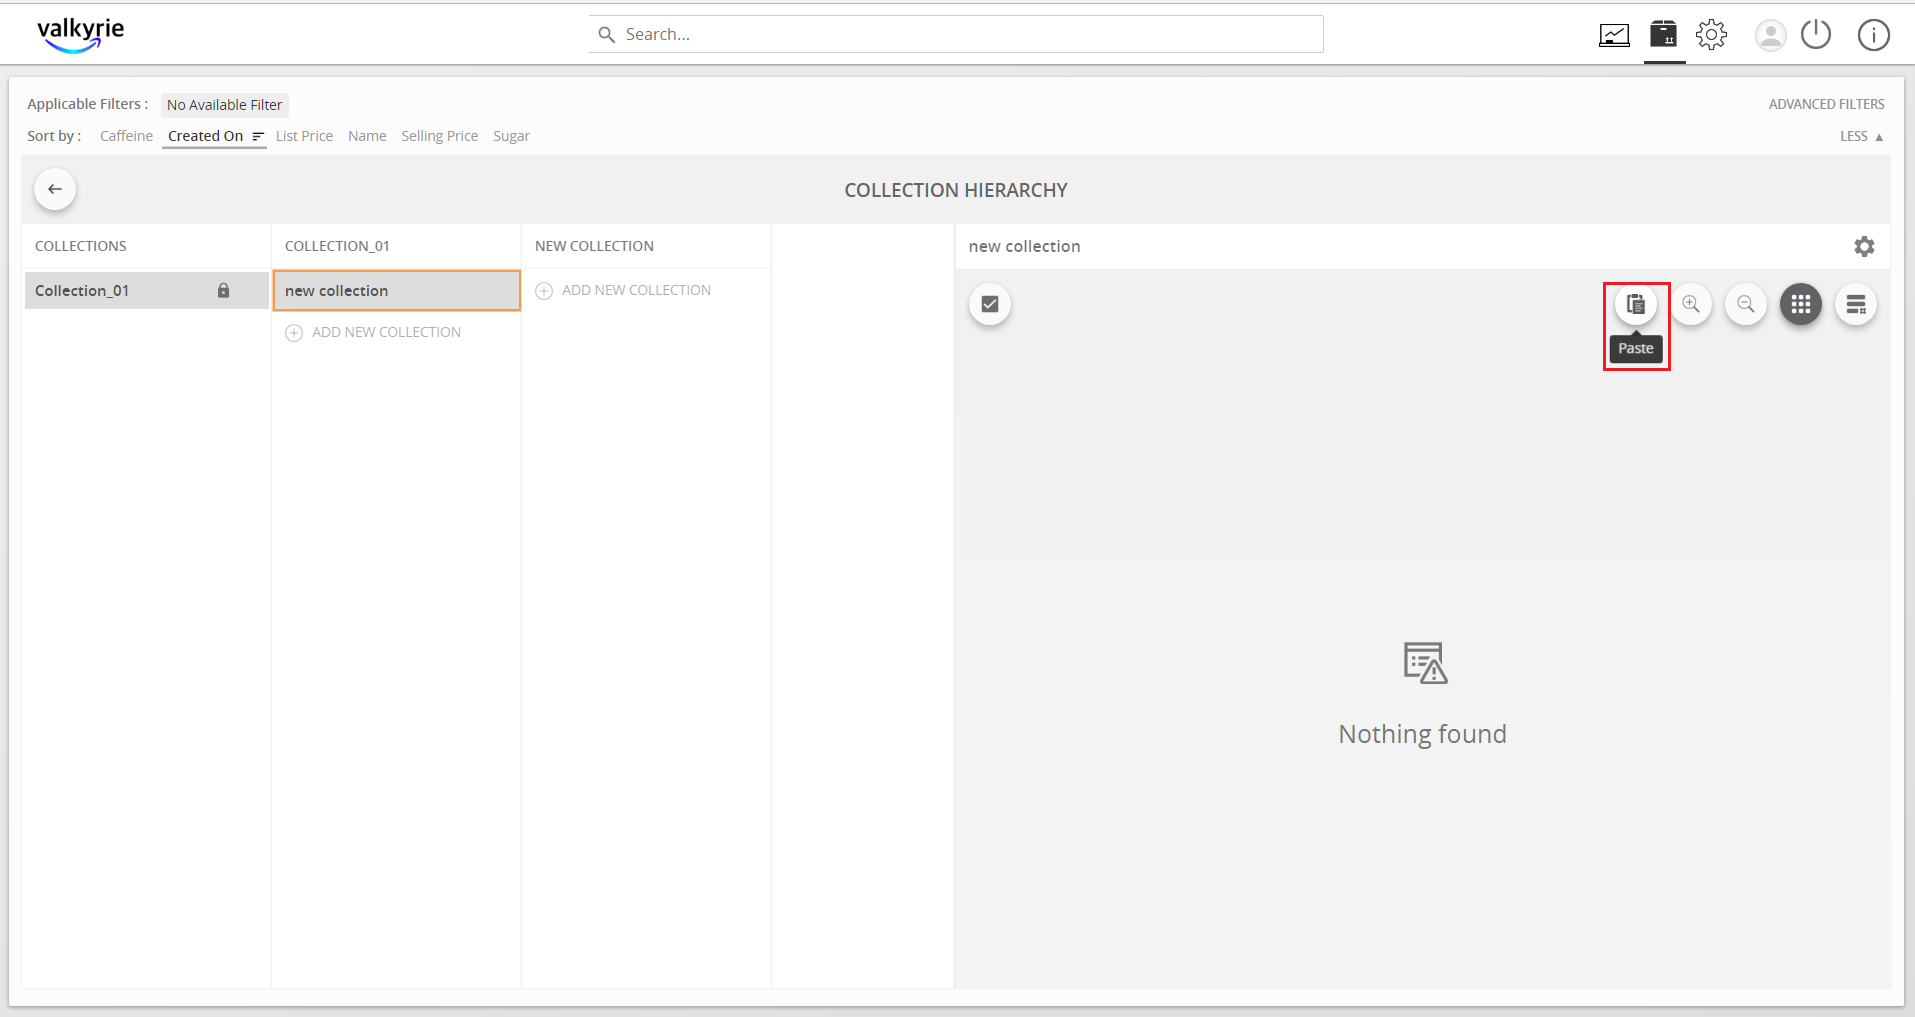 valkyrie
Search...
Applicable Filters : No Available Filter
ADVANCED FILTERS
Sort by : Caffeine Created On List Price Name Selling Price Sugar
LESS ▲
COLLECTION HIERARCHY
COLLECTIONS
COLLECTION_01
NEW COLLECTION
new collection
Collection_01
new collection
ADD NEW COLLECTION
ADD NEW COLLECTION
Paste
Nothing found